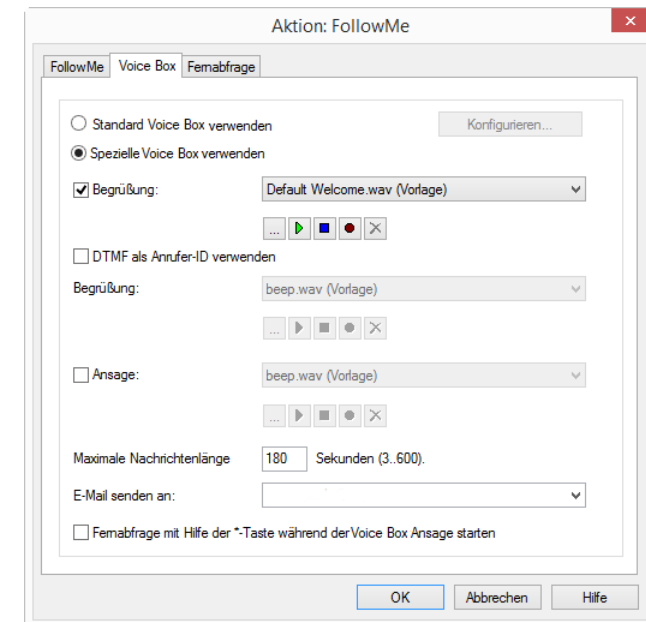 Aktion: FollowMe
FollowMe Voice Box Fernabfrage
Standard Voice Box verwenden Konfigurieren...
Spezielle Voice Box verwenden
Begrüßung: Default Welcome.wav (Vorlage)
...
DTMF als Anrufer-ID verwenden
Begrüßung: beep.wav (Vorlage)
...
Ansage: beep.wav (Vorlage)
...
Maximale Nachrichtenlänge 180 Sekunden (3..600).
E-Mail senden an:
Fernabfrage mit Hilfe der *-Taste während der Voice Box Ansage starten
OK Abbrechen Hilfe